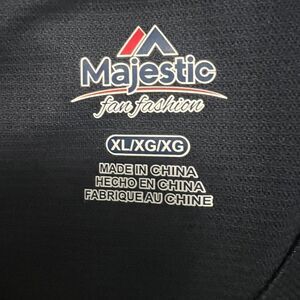 Majestic
fan fashion
XL/XG/XG
MADE IN CHINA
HECHO EN CHINA
FABRIQUE AU CHINE